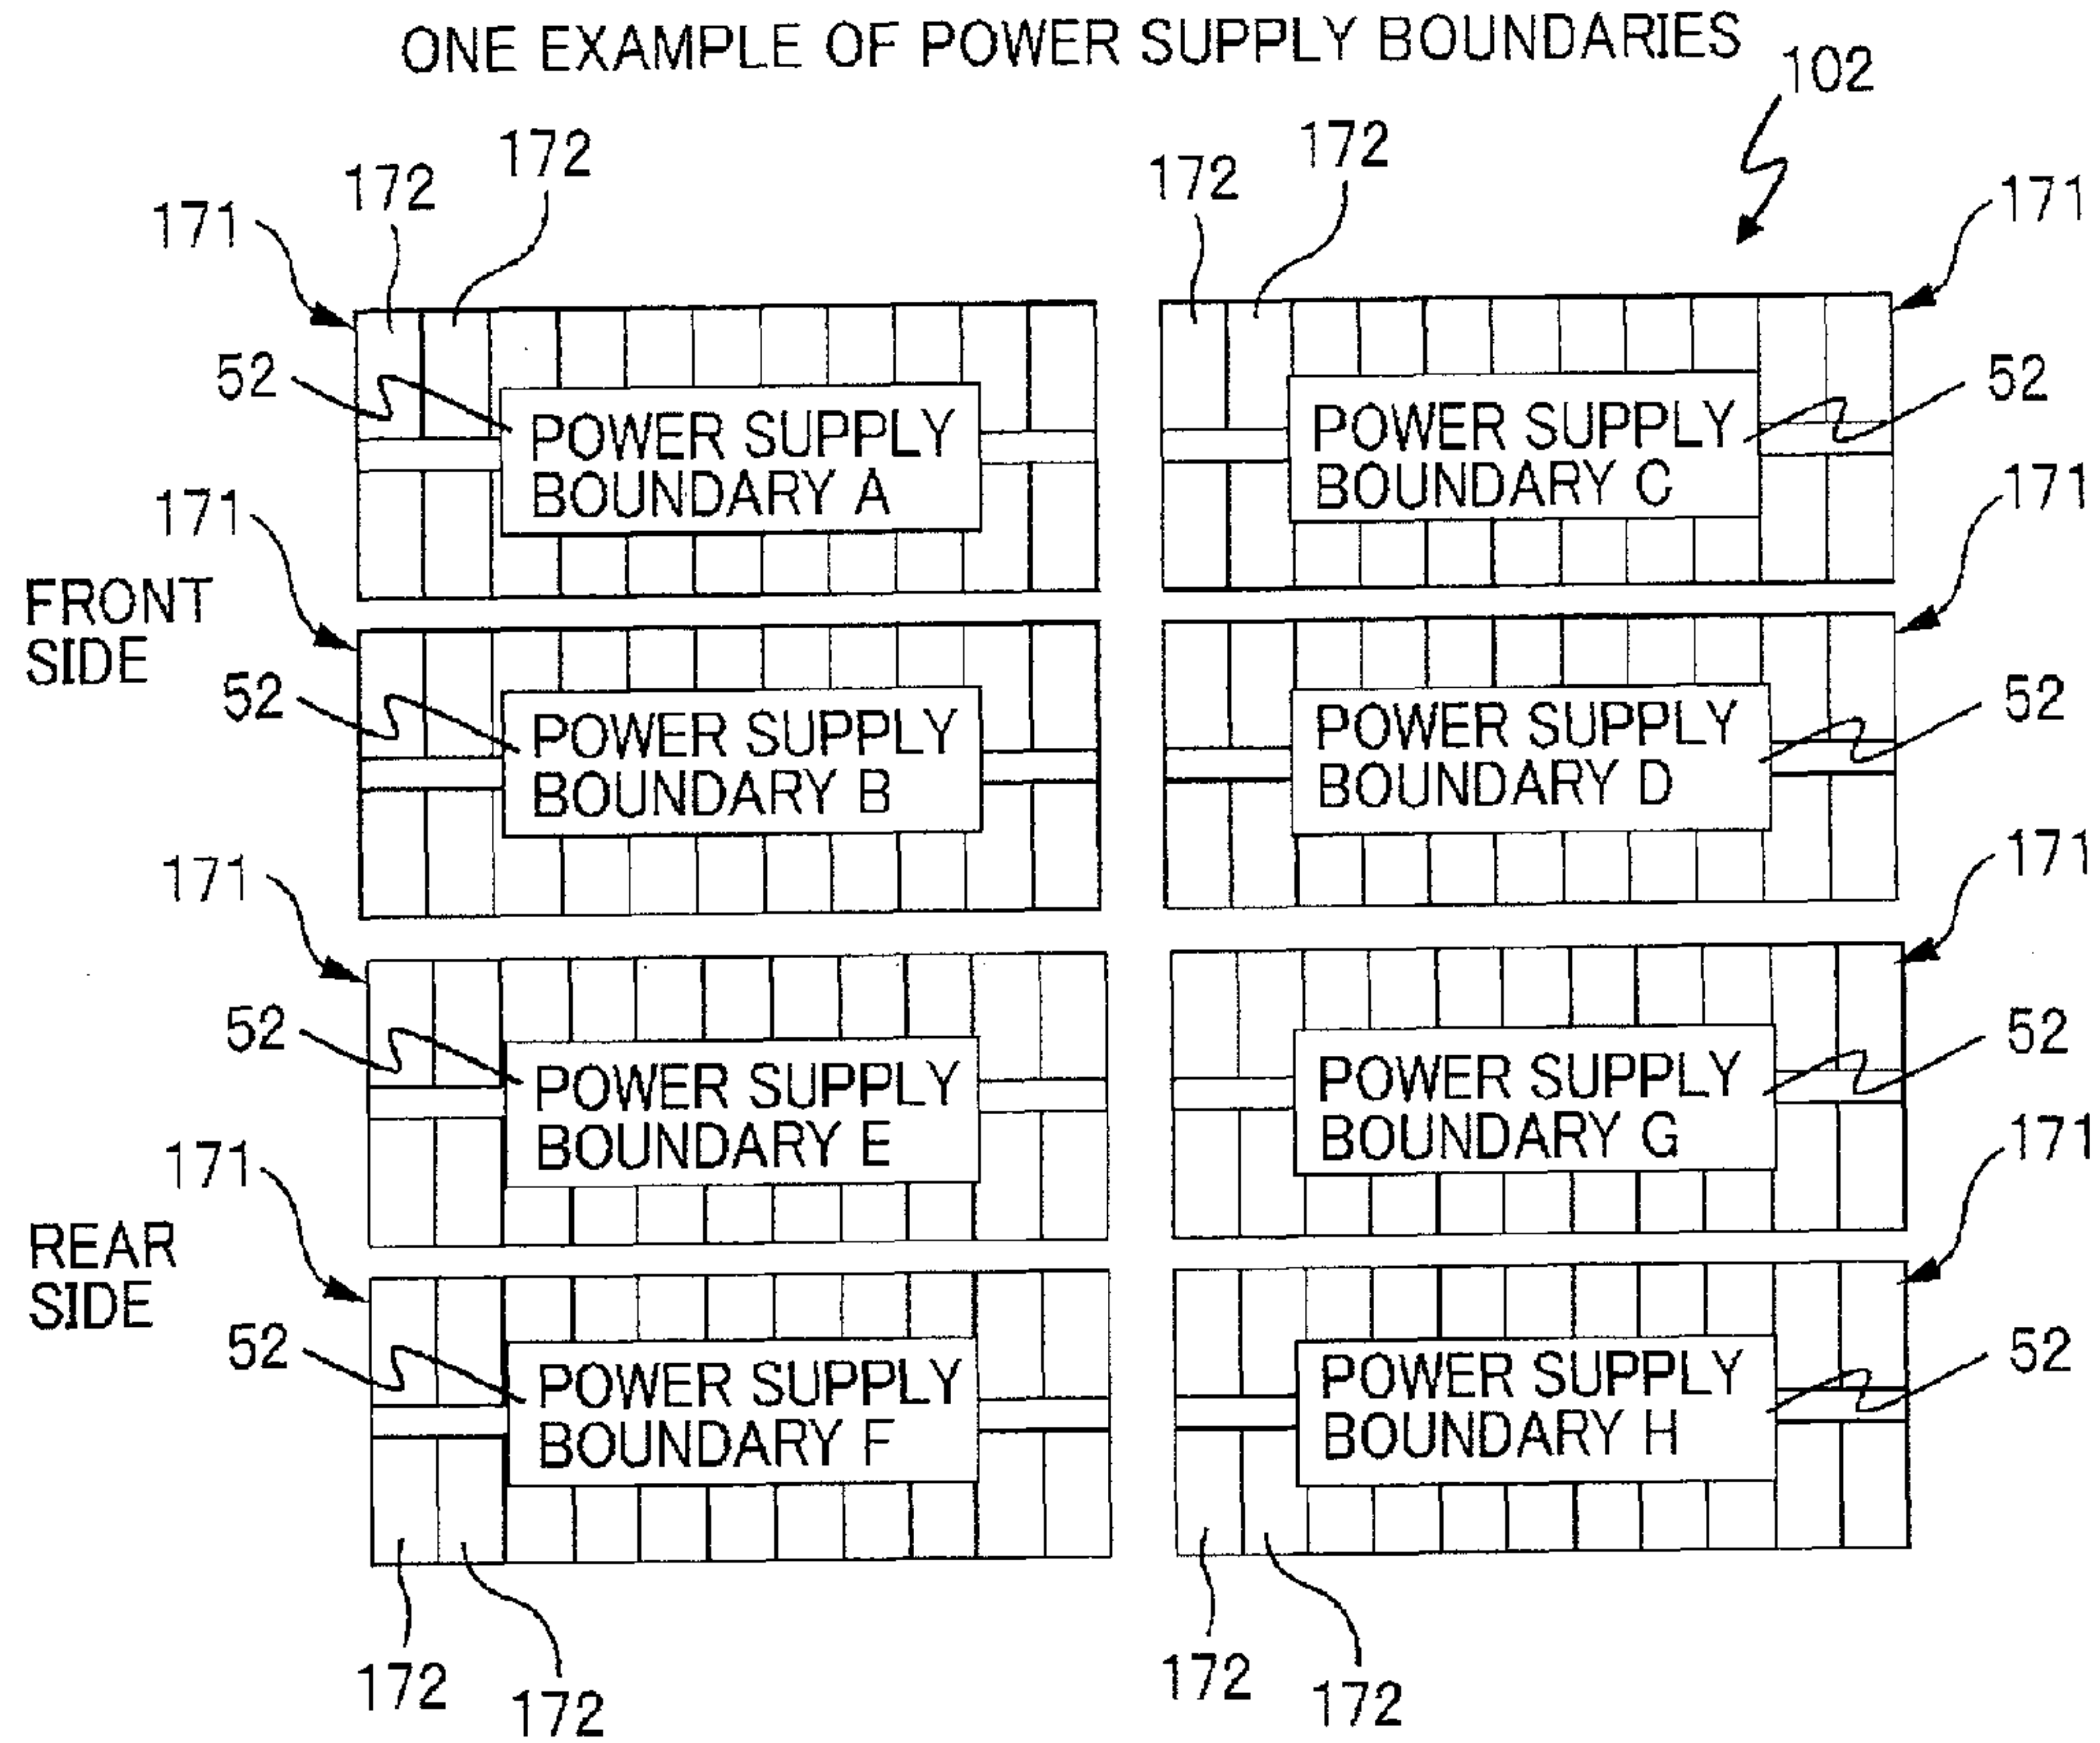 ONE EXAMPLE OF POWER SUPPLY BOUNDARIES
102
172
172
172
172
171
171
52
POWER SUPPLY
BOUNDARY A
POWER SUPPLY
BOUNDARY C
52
171
171
FRONT
SIDE
52
POWER SUPPLY
BOUNDARY B
POWER SUPPLY
BOUNDARY D
52
171
171
52
POWER SUPPLY
BOUNDARY E
POWER SUPPLY
BOUNDARY G
52
171
171
REAR
SIDE
52
POWER SUPPLY
BOUNDARY F
POWER SUPPLY
BOUNDARY H
52
172
172
172
172